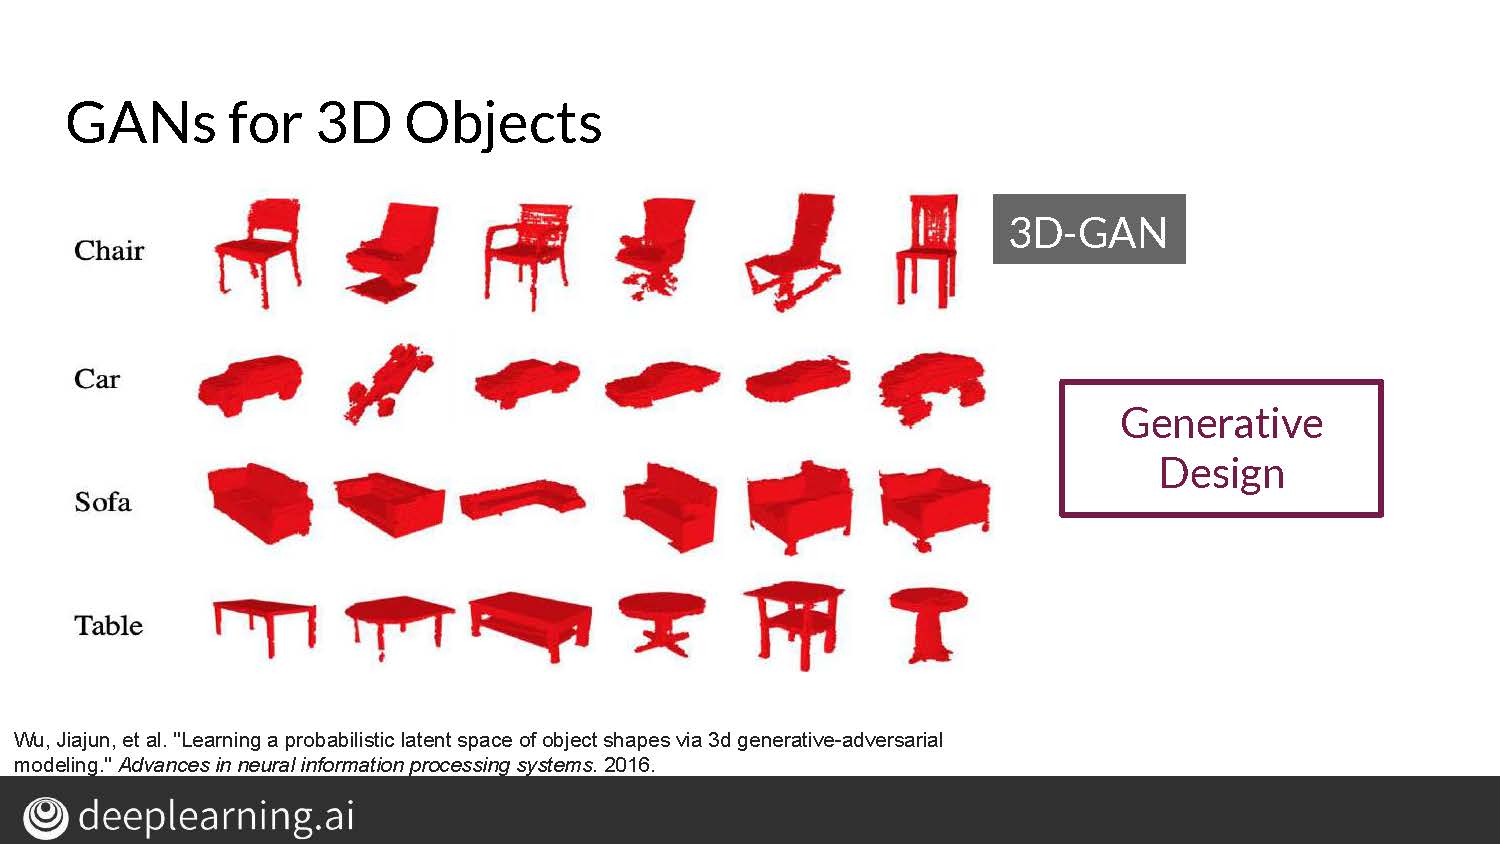 GANs for 3D Objects
Chair
3D-GAN
Car
Generative
Design
Sofa
Table
Wu, Jiajun, et al. "Learning a probabilistic latent space of object shapes via 3d generative-adversarial
modeling." Advances in neural information processing systems. 2016.
deeplearning.ai